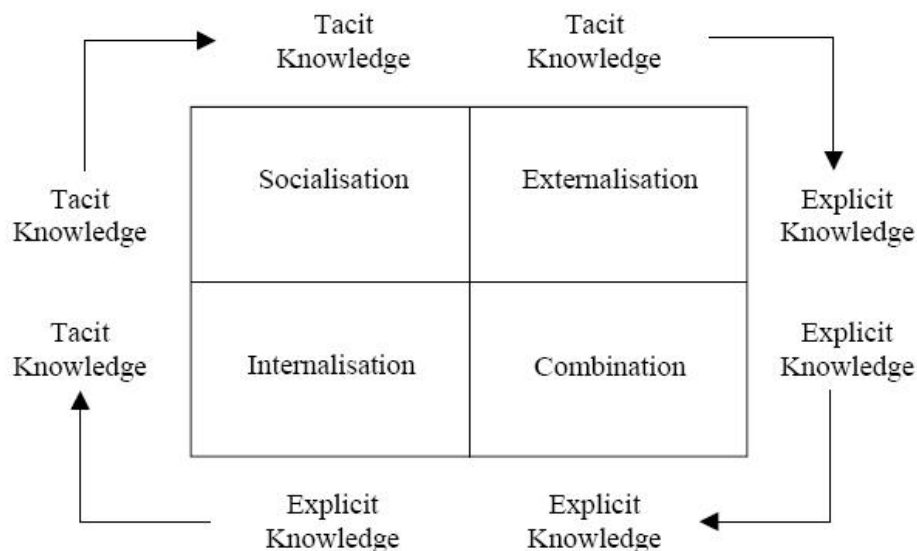 Tacit
Knowledge
Tacit
Knowledge
Socialisation
Externalisation
Tacit
Knowledge
Explicit
Knowledge
Tacit
Knowledge
Internalisation
Combination
Explicit
Knowledge
Explicit
Knowledge
Explicit
Knowledge